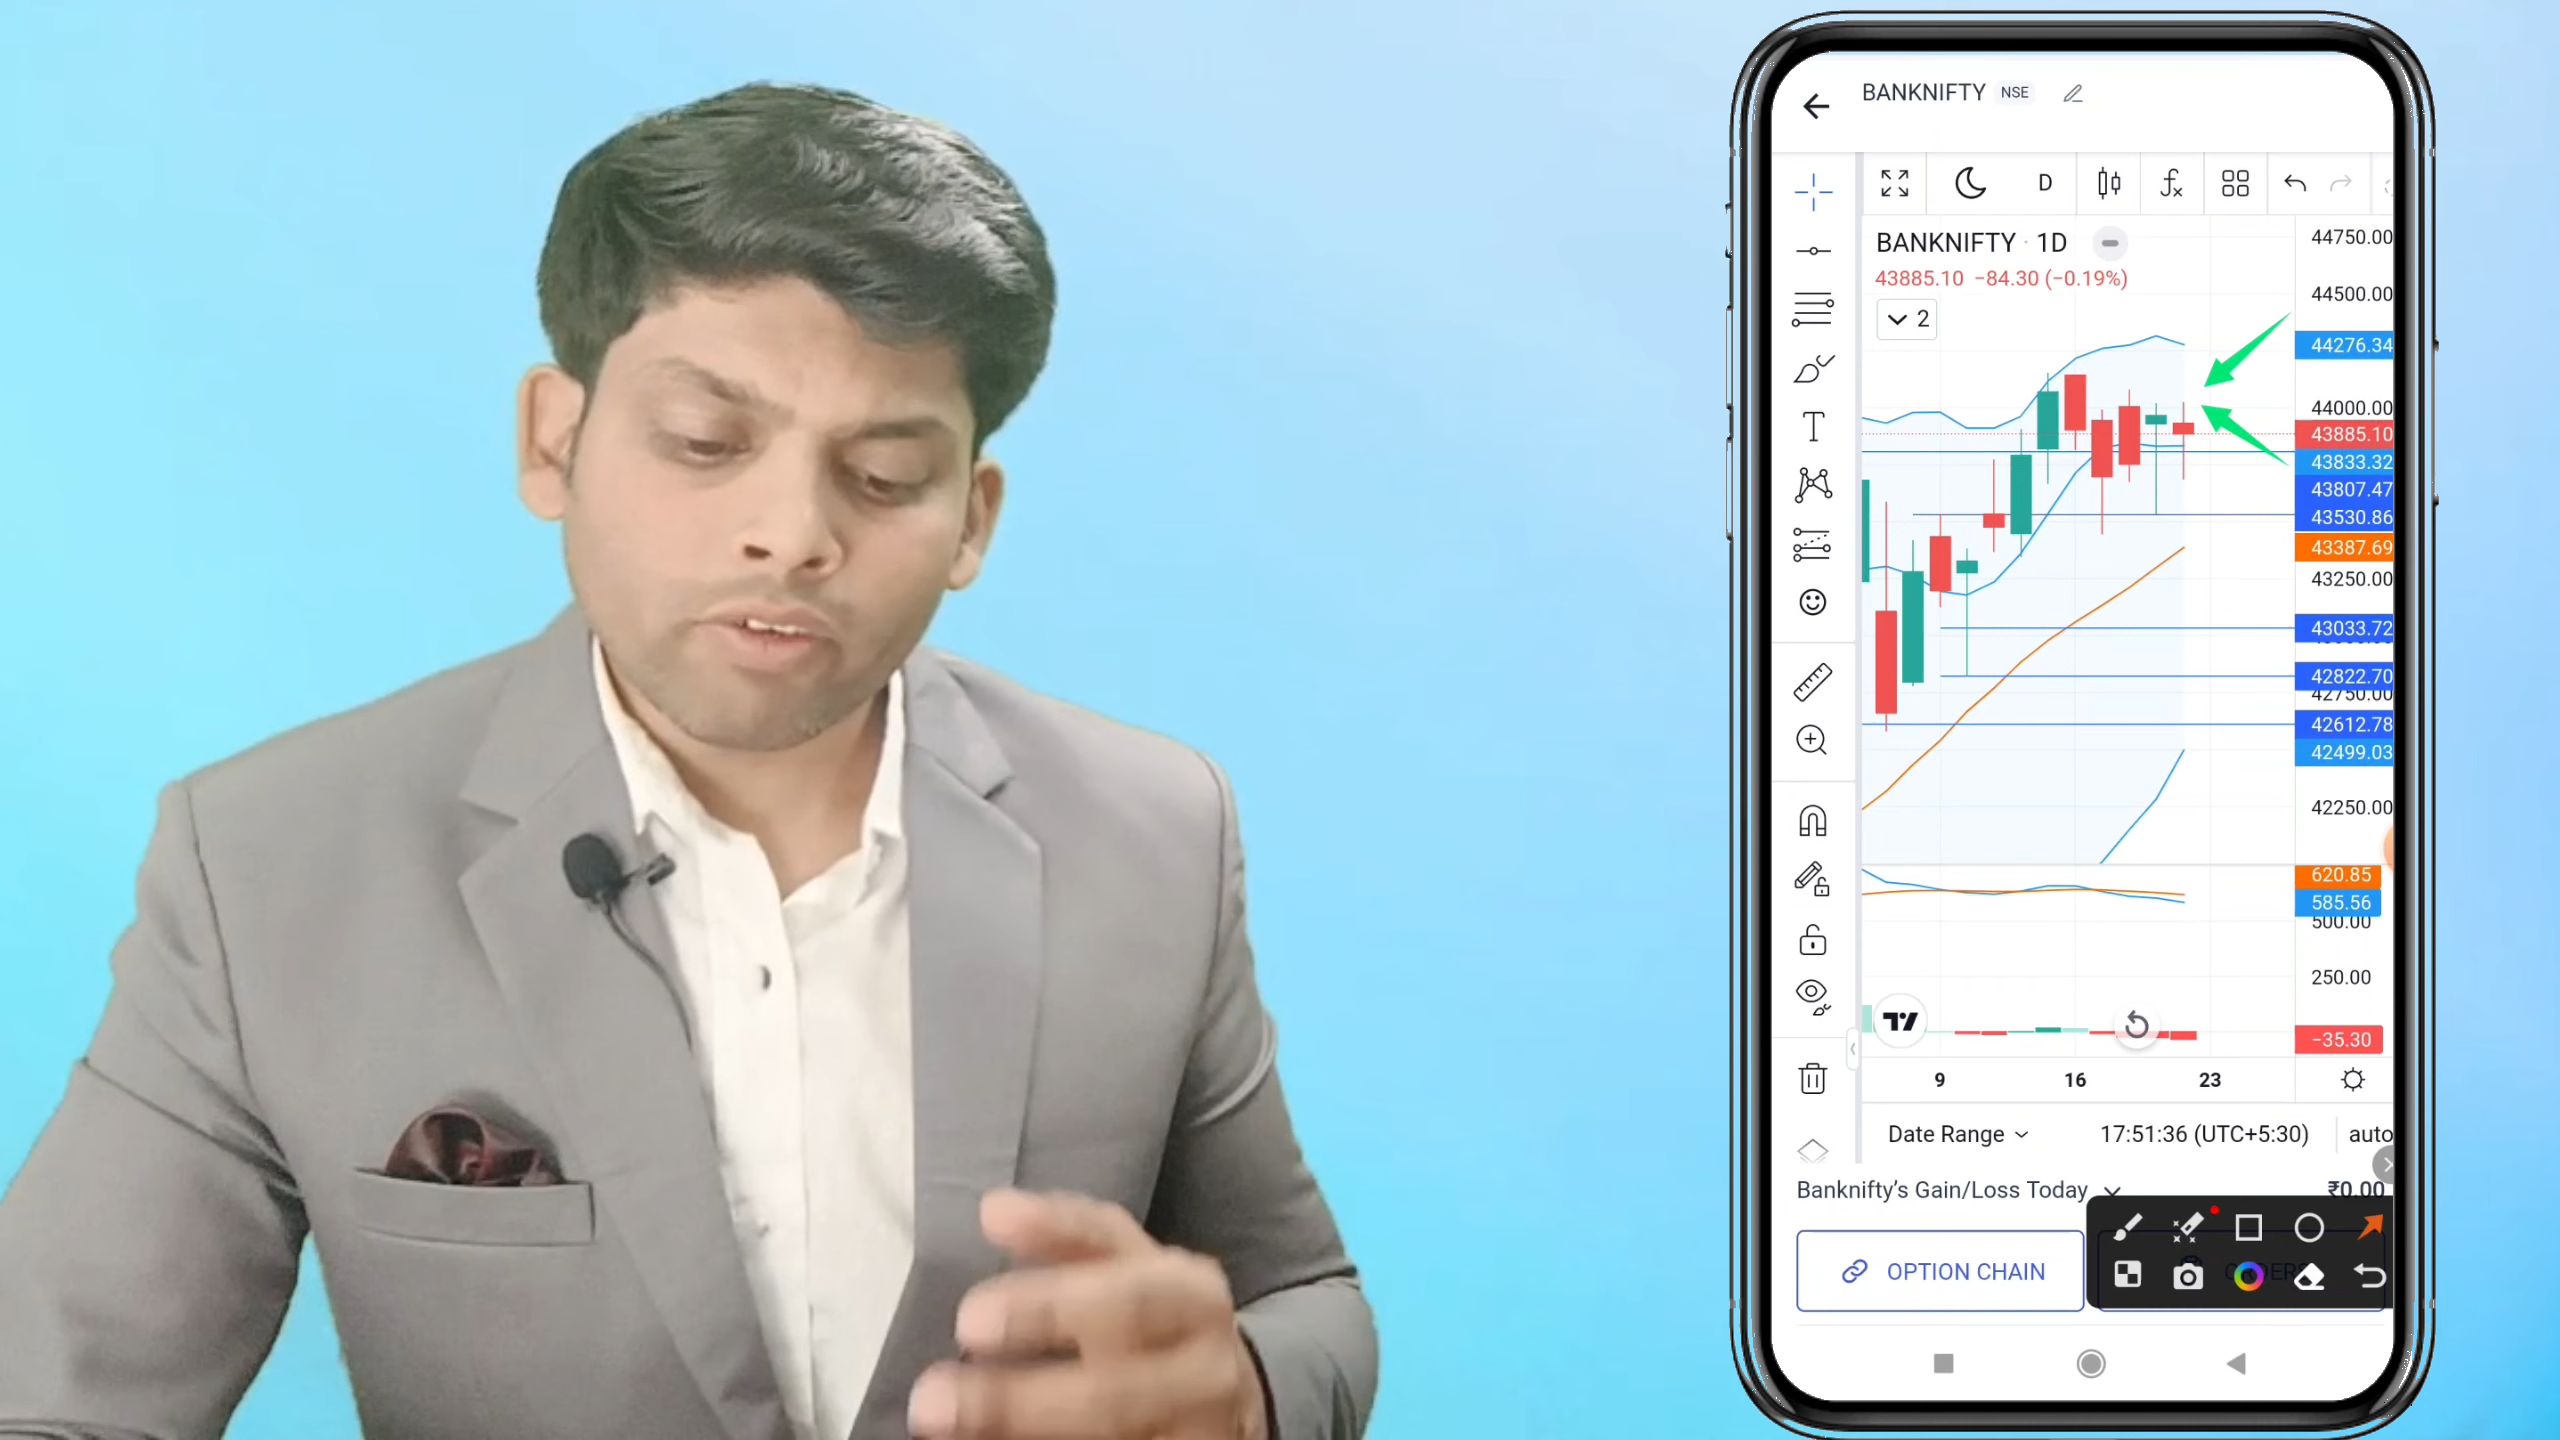 BANKNIFTY NSE
D
BANKNIFTY · 1D
43885.10 −84.30 (−0.19%)
2
44750.00
44500.00
44276.34
44000.00
43885.10
43833.32
43807.47
43530.86
43387.69
43250.00
43033.72
42822.70
42750.00
42612.78
42499.03
42250.00
620.85
585.56
500.00
250.00
−35.30
9 16 23
Date Range 17:51:36 (UTC+5:30) auto
Banknifty’s Gain/Loss Today ₹0.00
OPTION CHAIN